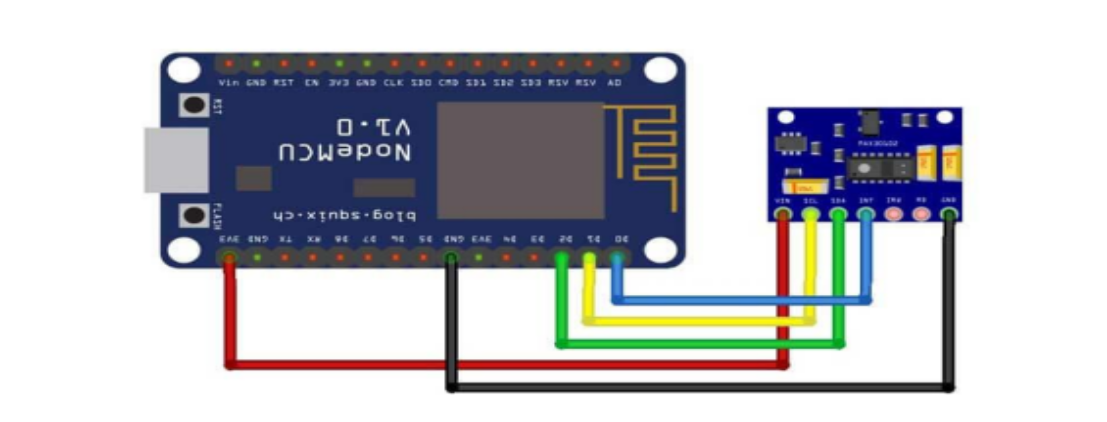 Vin GND RST EN 3V3 GND CLK SD0 CMD SD1 SD2 SD3 RSV RSV A0
RST
V1.0
NodeMCU
FLASH
blog.squix.ch
3V3 GND TX RX D8 D7 D6 D5 GND 3V3 D4 D3 D2 D1 D0
MAX30102
VIN SCL SDA INT RD GND